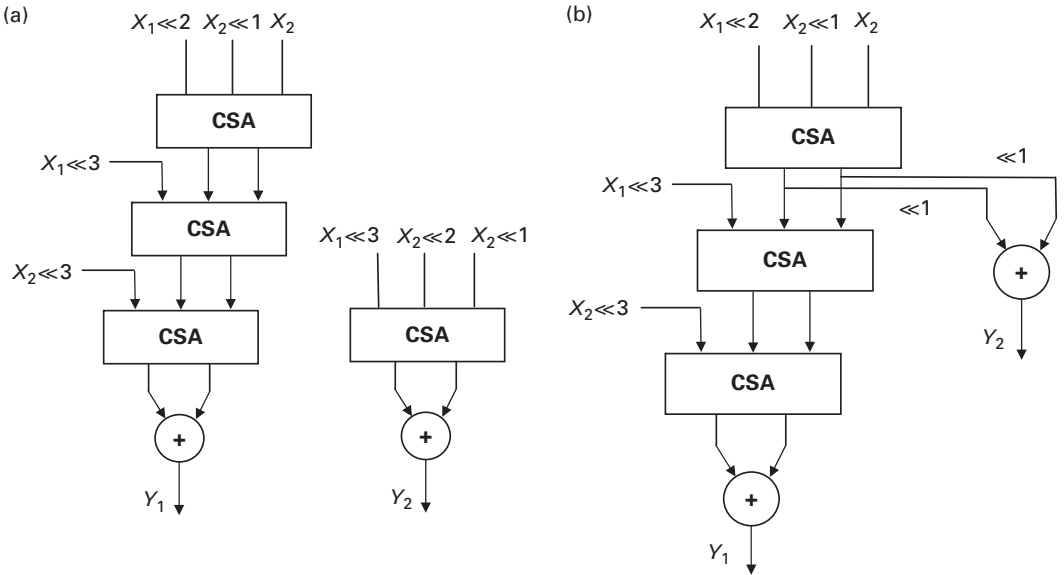 (a)
X₁≪2 X₂≪1 X₂
CSA
X₁≪3
CSA
X₂≪3
CSA
+
Y₁
X₁≪3 X₂≪2 X₂≪1
CSA
+
Y₂
(b)
X₁≪2 X₂≪1 X₂
CSA
≪1
≪1
X₁≪3
CSA
+
Y₂
X₂≪3
CSA
+
Y₁